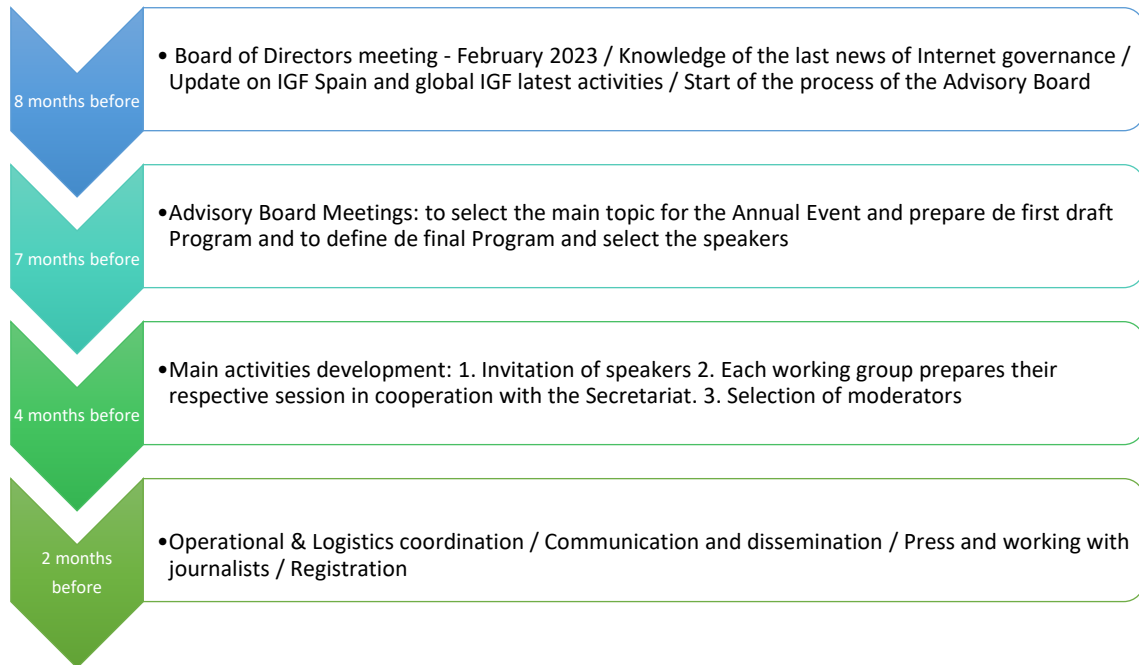 8 months before
• Board of Directors meeting - February 2023 / Knowledge of the last news of Internet governance /
Update on IGF Spain and global IGF latest activities / Start of the process of the Advisory Board
7 months before
•Advisory Board Meetings: to select the main topic for the Annual Event and prepare de first draft
Program and to define de final Program and select the speakers
4 months before
•Main activities development: 1. Invitation of speakers 2. Each working group prepares their
respective session in cooperation with the Secretariat. 3. Selection of moderators
2 months
before
•Operational & Logistics coordination / Communication and dissemination / Press and working with
journalists / Registration